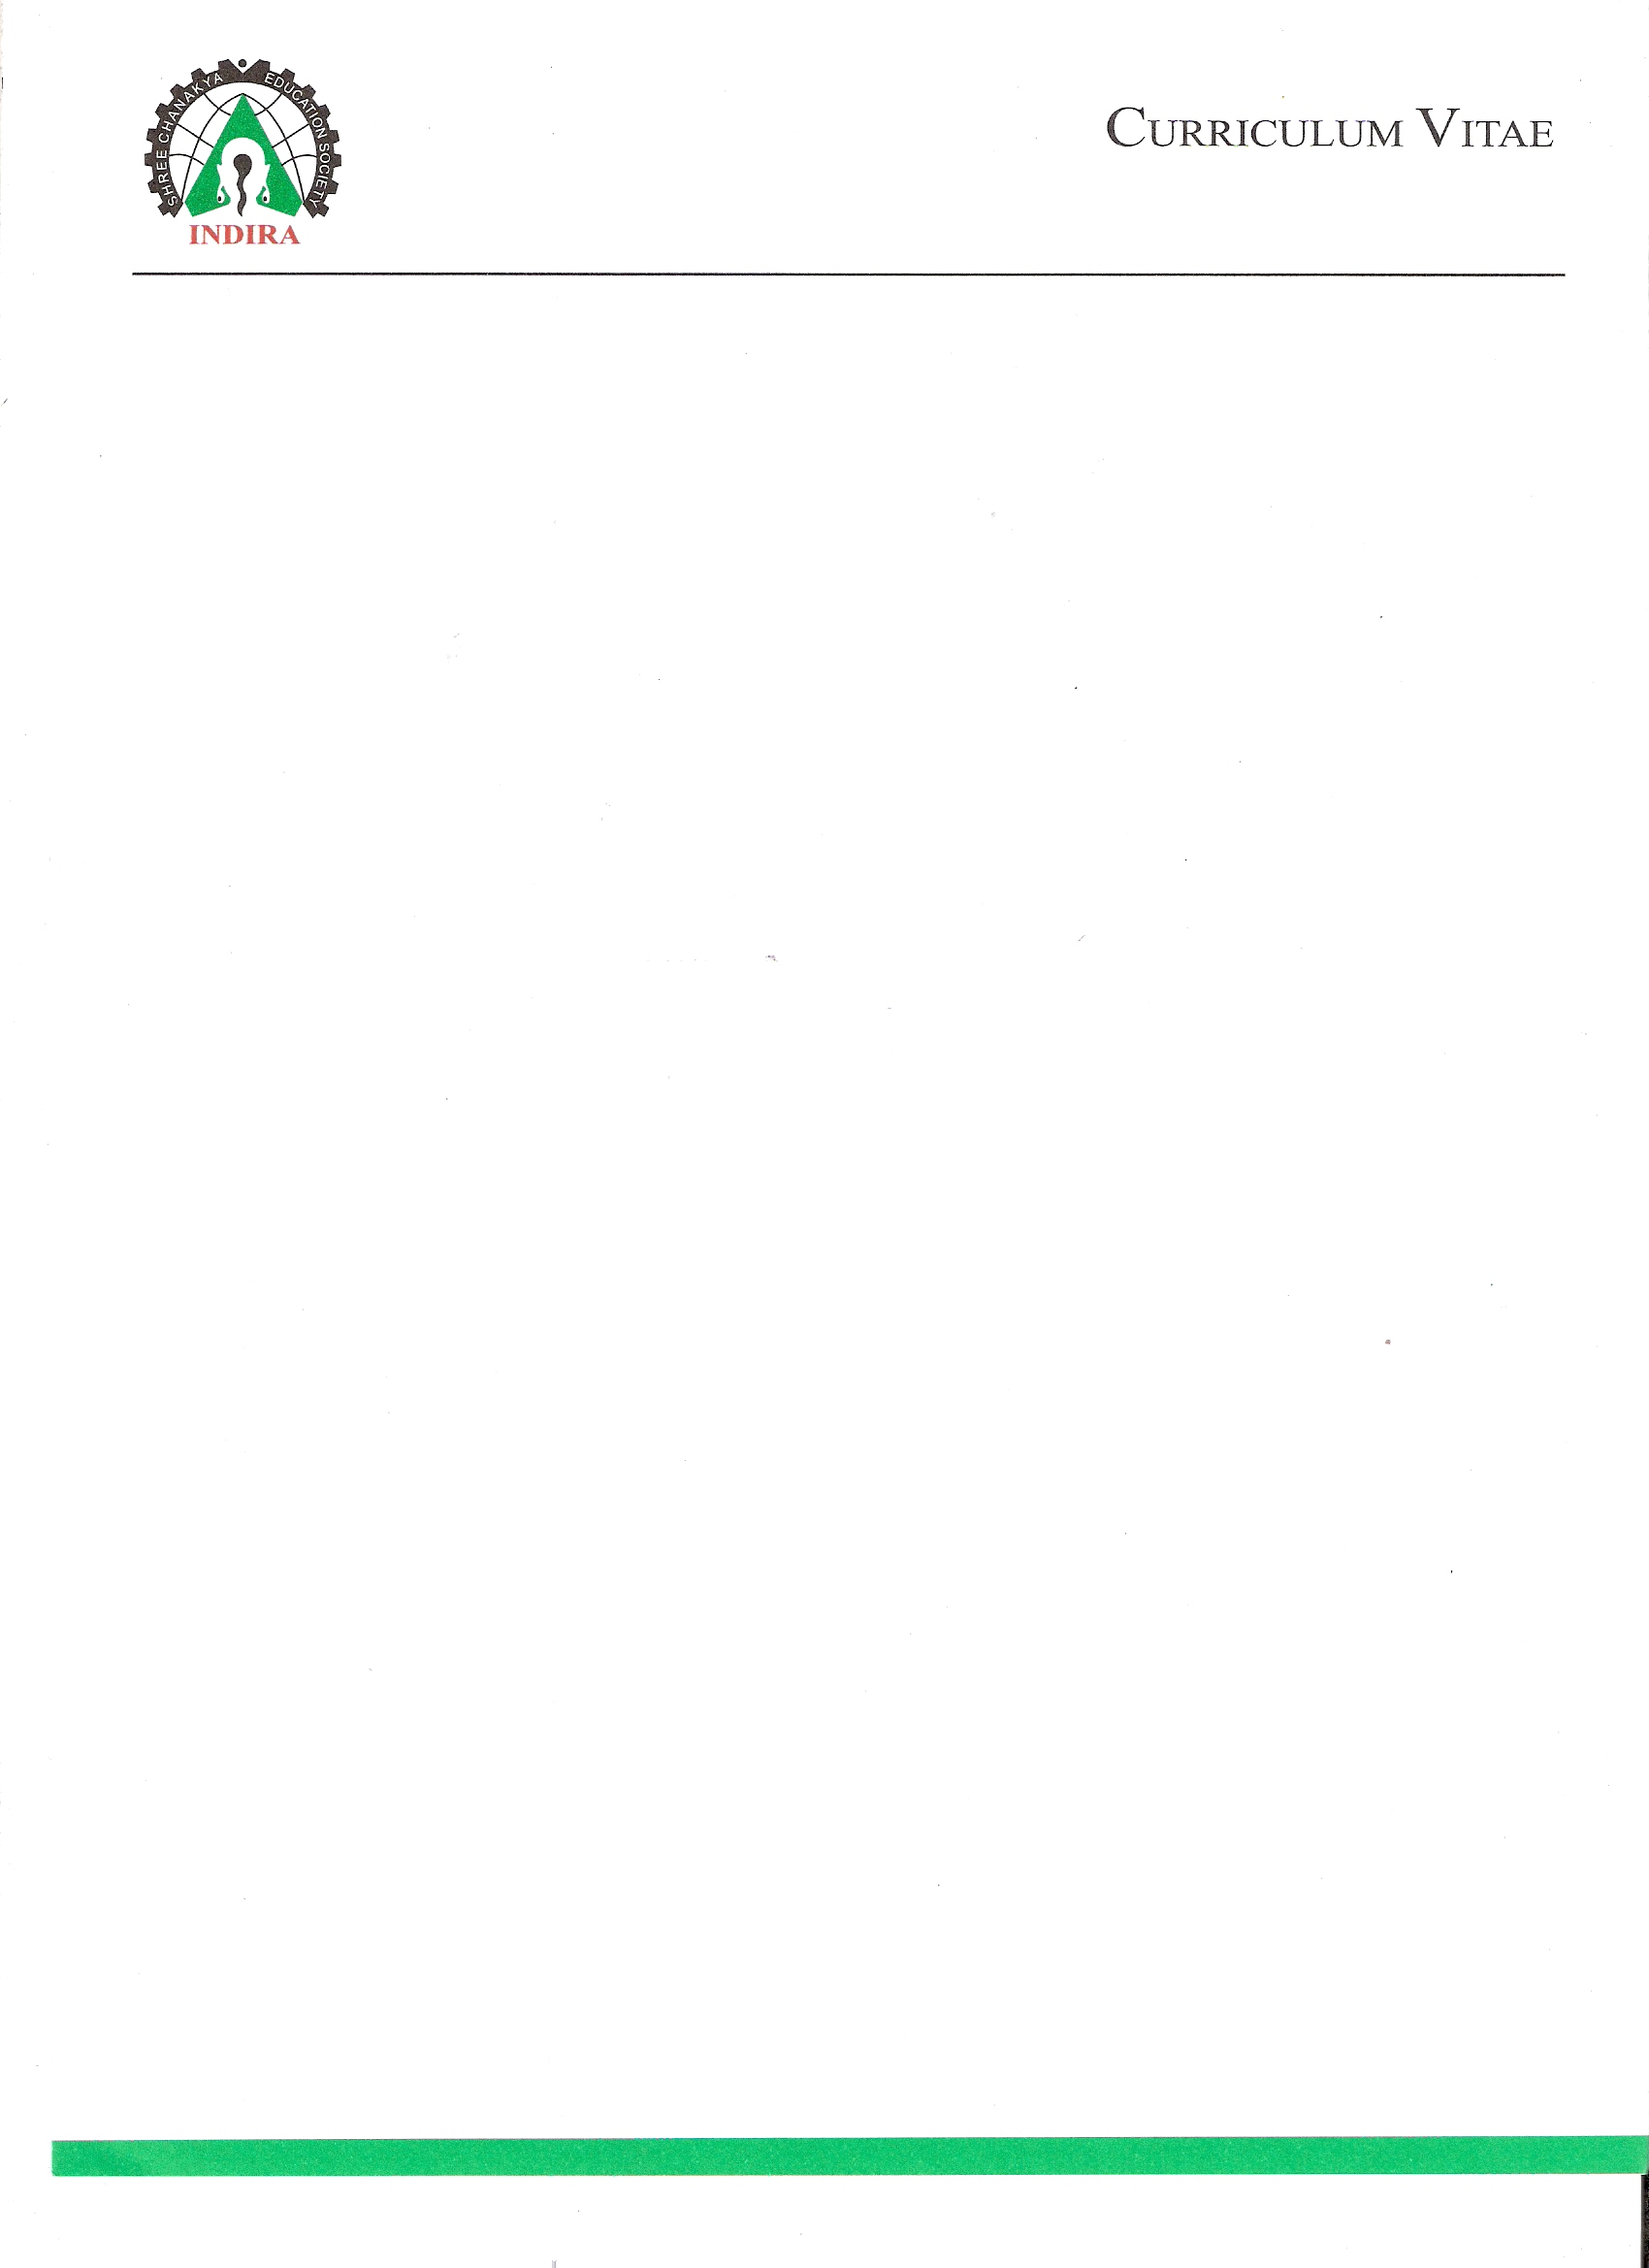 SHREE CHANAKYA EDUCATION SOCIETY
CURRICULUM VITAE
INDIRA